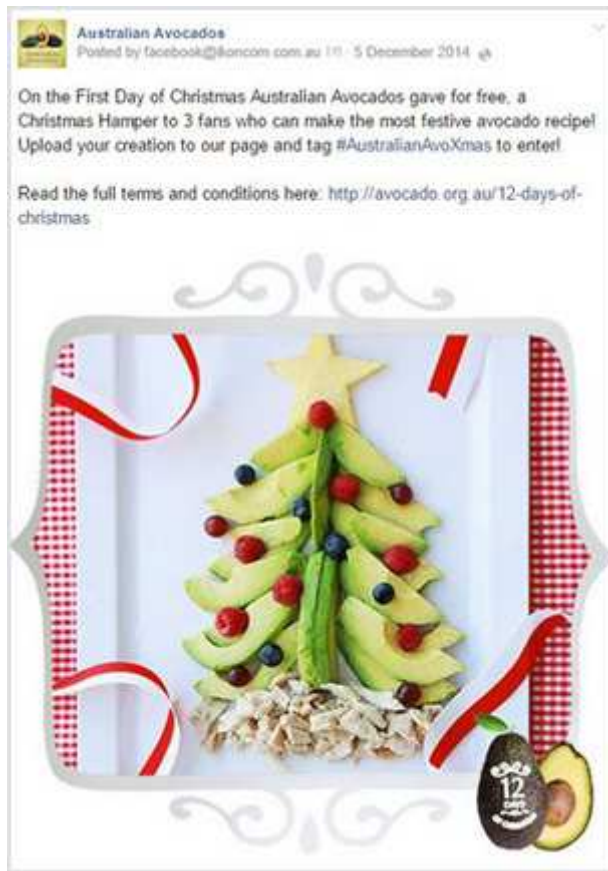 Australian Avocados
Posted by facebook@ikoncom.com.au [?] · 5 December 2014
On the First Day of Christmas Australian Avocados gave for free, a
Christmas Hamper to 3 fans who can make the most festive avocado recipe!
Upload your creation to our page and tag #AustralianAvoXmas to enter!
Read the full terms and conditions here: http://avocado.org.au/12-days-of-
christmas
12
DAYS